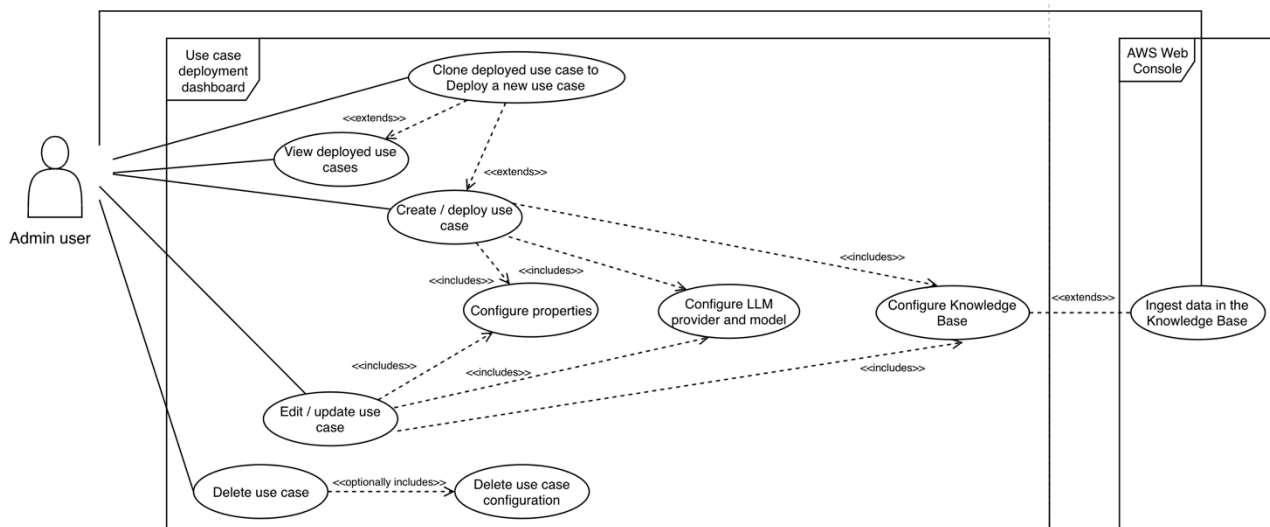 Use case
deployment
dashboard
AWS Web
Console
Clone deployed use case to
Deploy a new use case
<<extends>>
View deployed use
cases
<<extends>>
Create / deploy use
case
Admin user
<<includes>>
<<includes>>
<<includes>>
Configure properties
Configure LLM
provider and model
Configure Knowledge
Base
<<extends>>
Ingest data in the
Knowledge Base
<<includes>>
<<includes>>
<<includes>>
Edit / update use
case
Delete use case
<<optionally includes>>
Delete use case
configuration